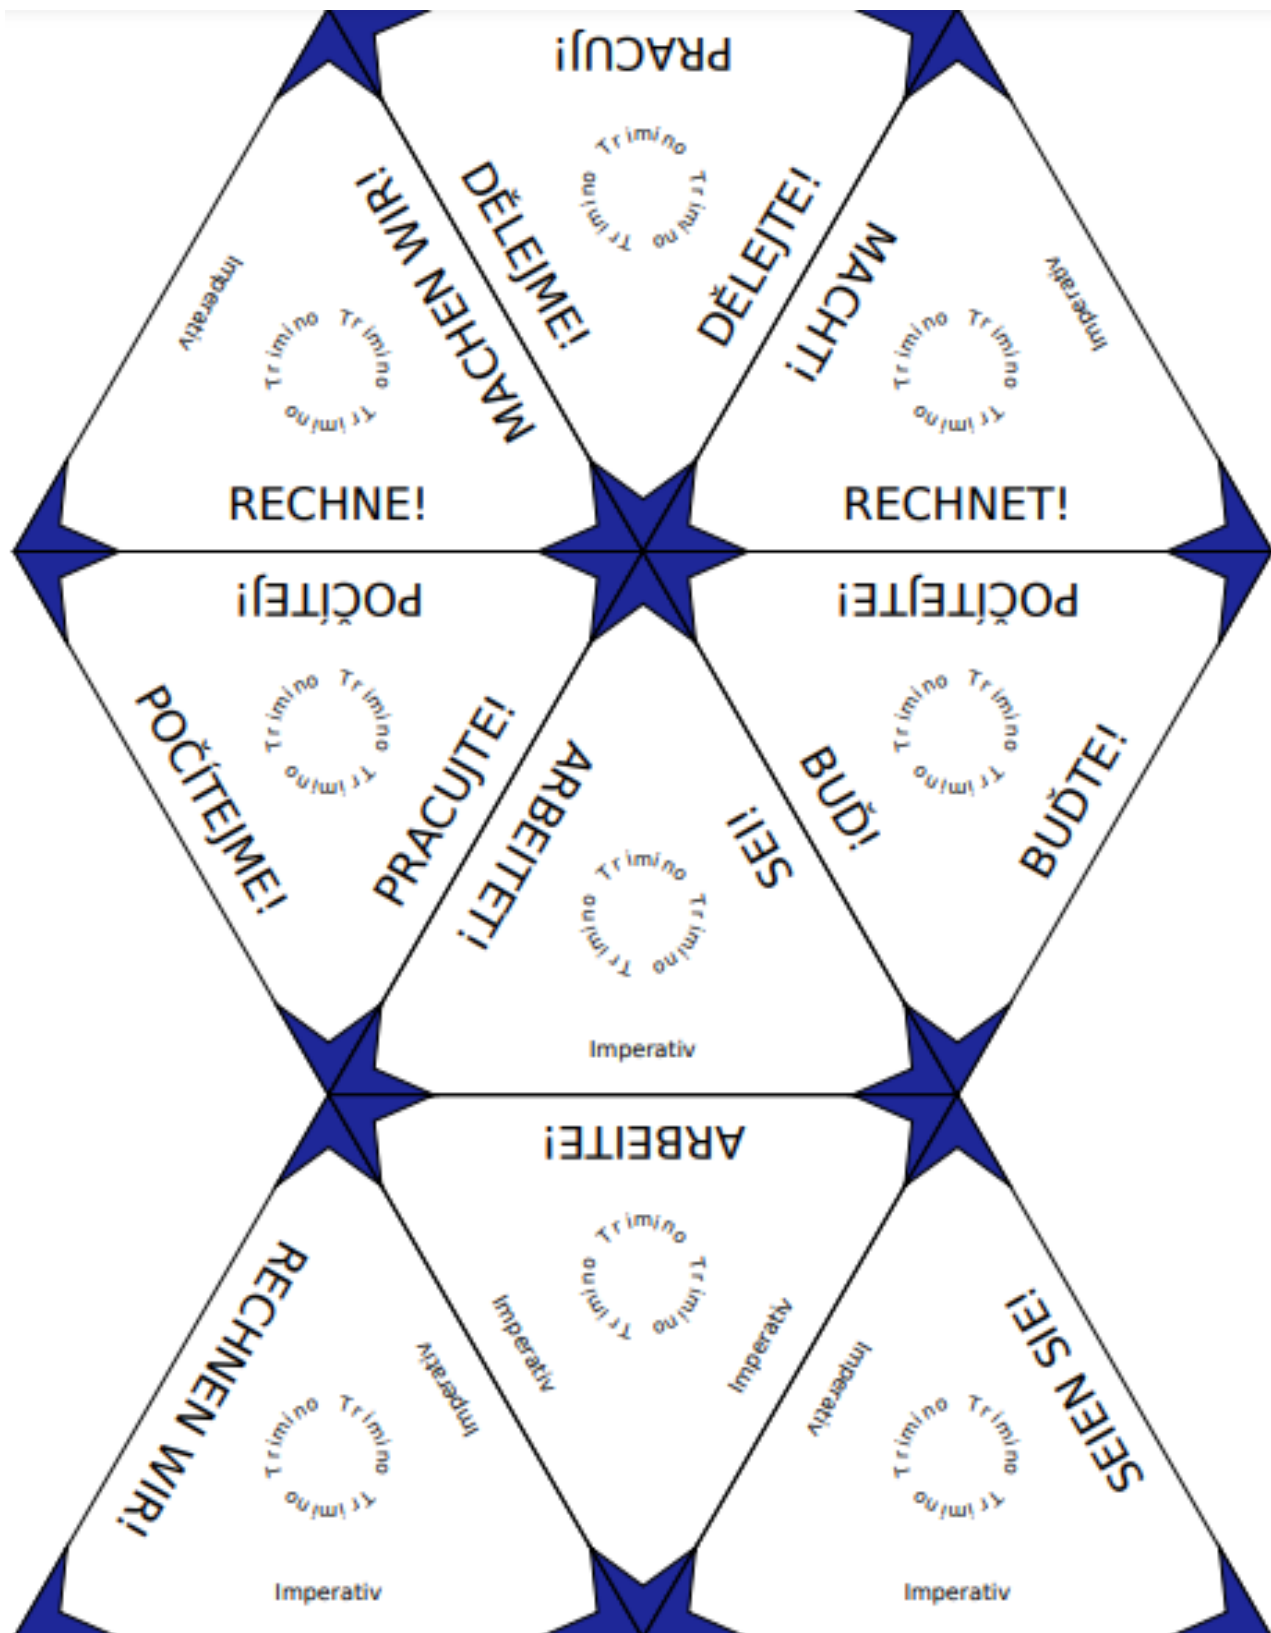 PRACUJ!
DĚLEJME!
DĚLEJTE!
Trimino Trimino Trimino
Imperativ
MACHEN WIR!
RECHNE!
Trimino Trimino Trimino
MACHT!
Imperativ
RECHNET!
Trimino Trimino Trimino
POČÍTEJ!
POČÍTEJME!
PRACUJTE!
Trimino Trimino Trimino
ARBEITET!
SEI!
Imperativ
Trimino Trimino Trimino
POČÍTEJTE!
BUĎ!
BUĎTE!
Trimino Trimino Trimino
RECHNEN WIR!
Imperativ
Imperativ
Trimino Trimino Trimino
ARBEITE!
Imperativ
Imperativ
Trimino Trimino Trimino
Imperativ
SEIEN SIE!
Imperativ
Trimino Trimino Trimino